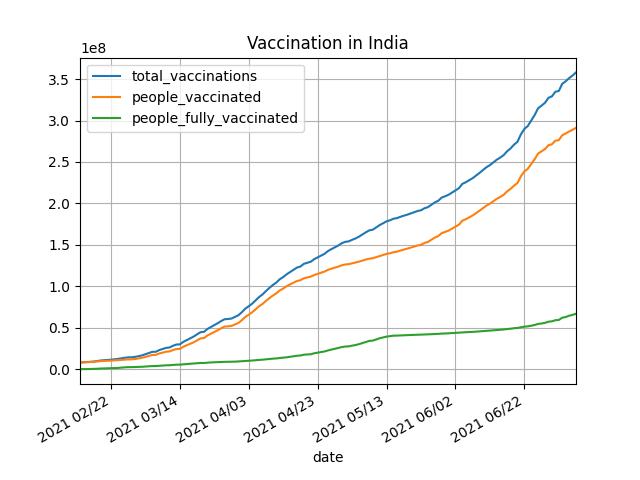 Vaccination in India
1e8
total_vaccinations
people_vaccinated
people_fully_vaccinated
3.5
3.0
2.5
2.0
1.5
1.0
0.5
0.0
2021 02/22
2021 03/14
2021 04/03
2021 04/23
2021 05/13
2021 06/02
2021 06/22
date